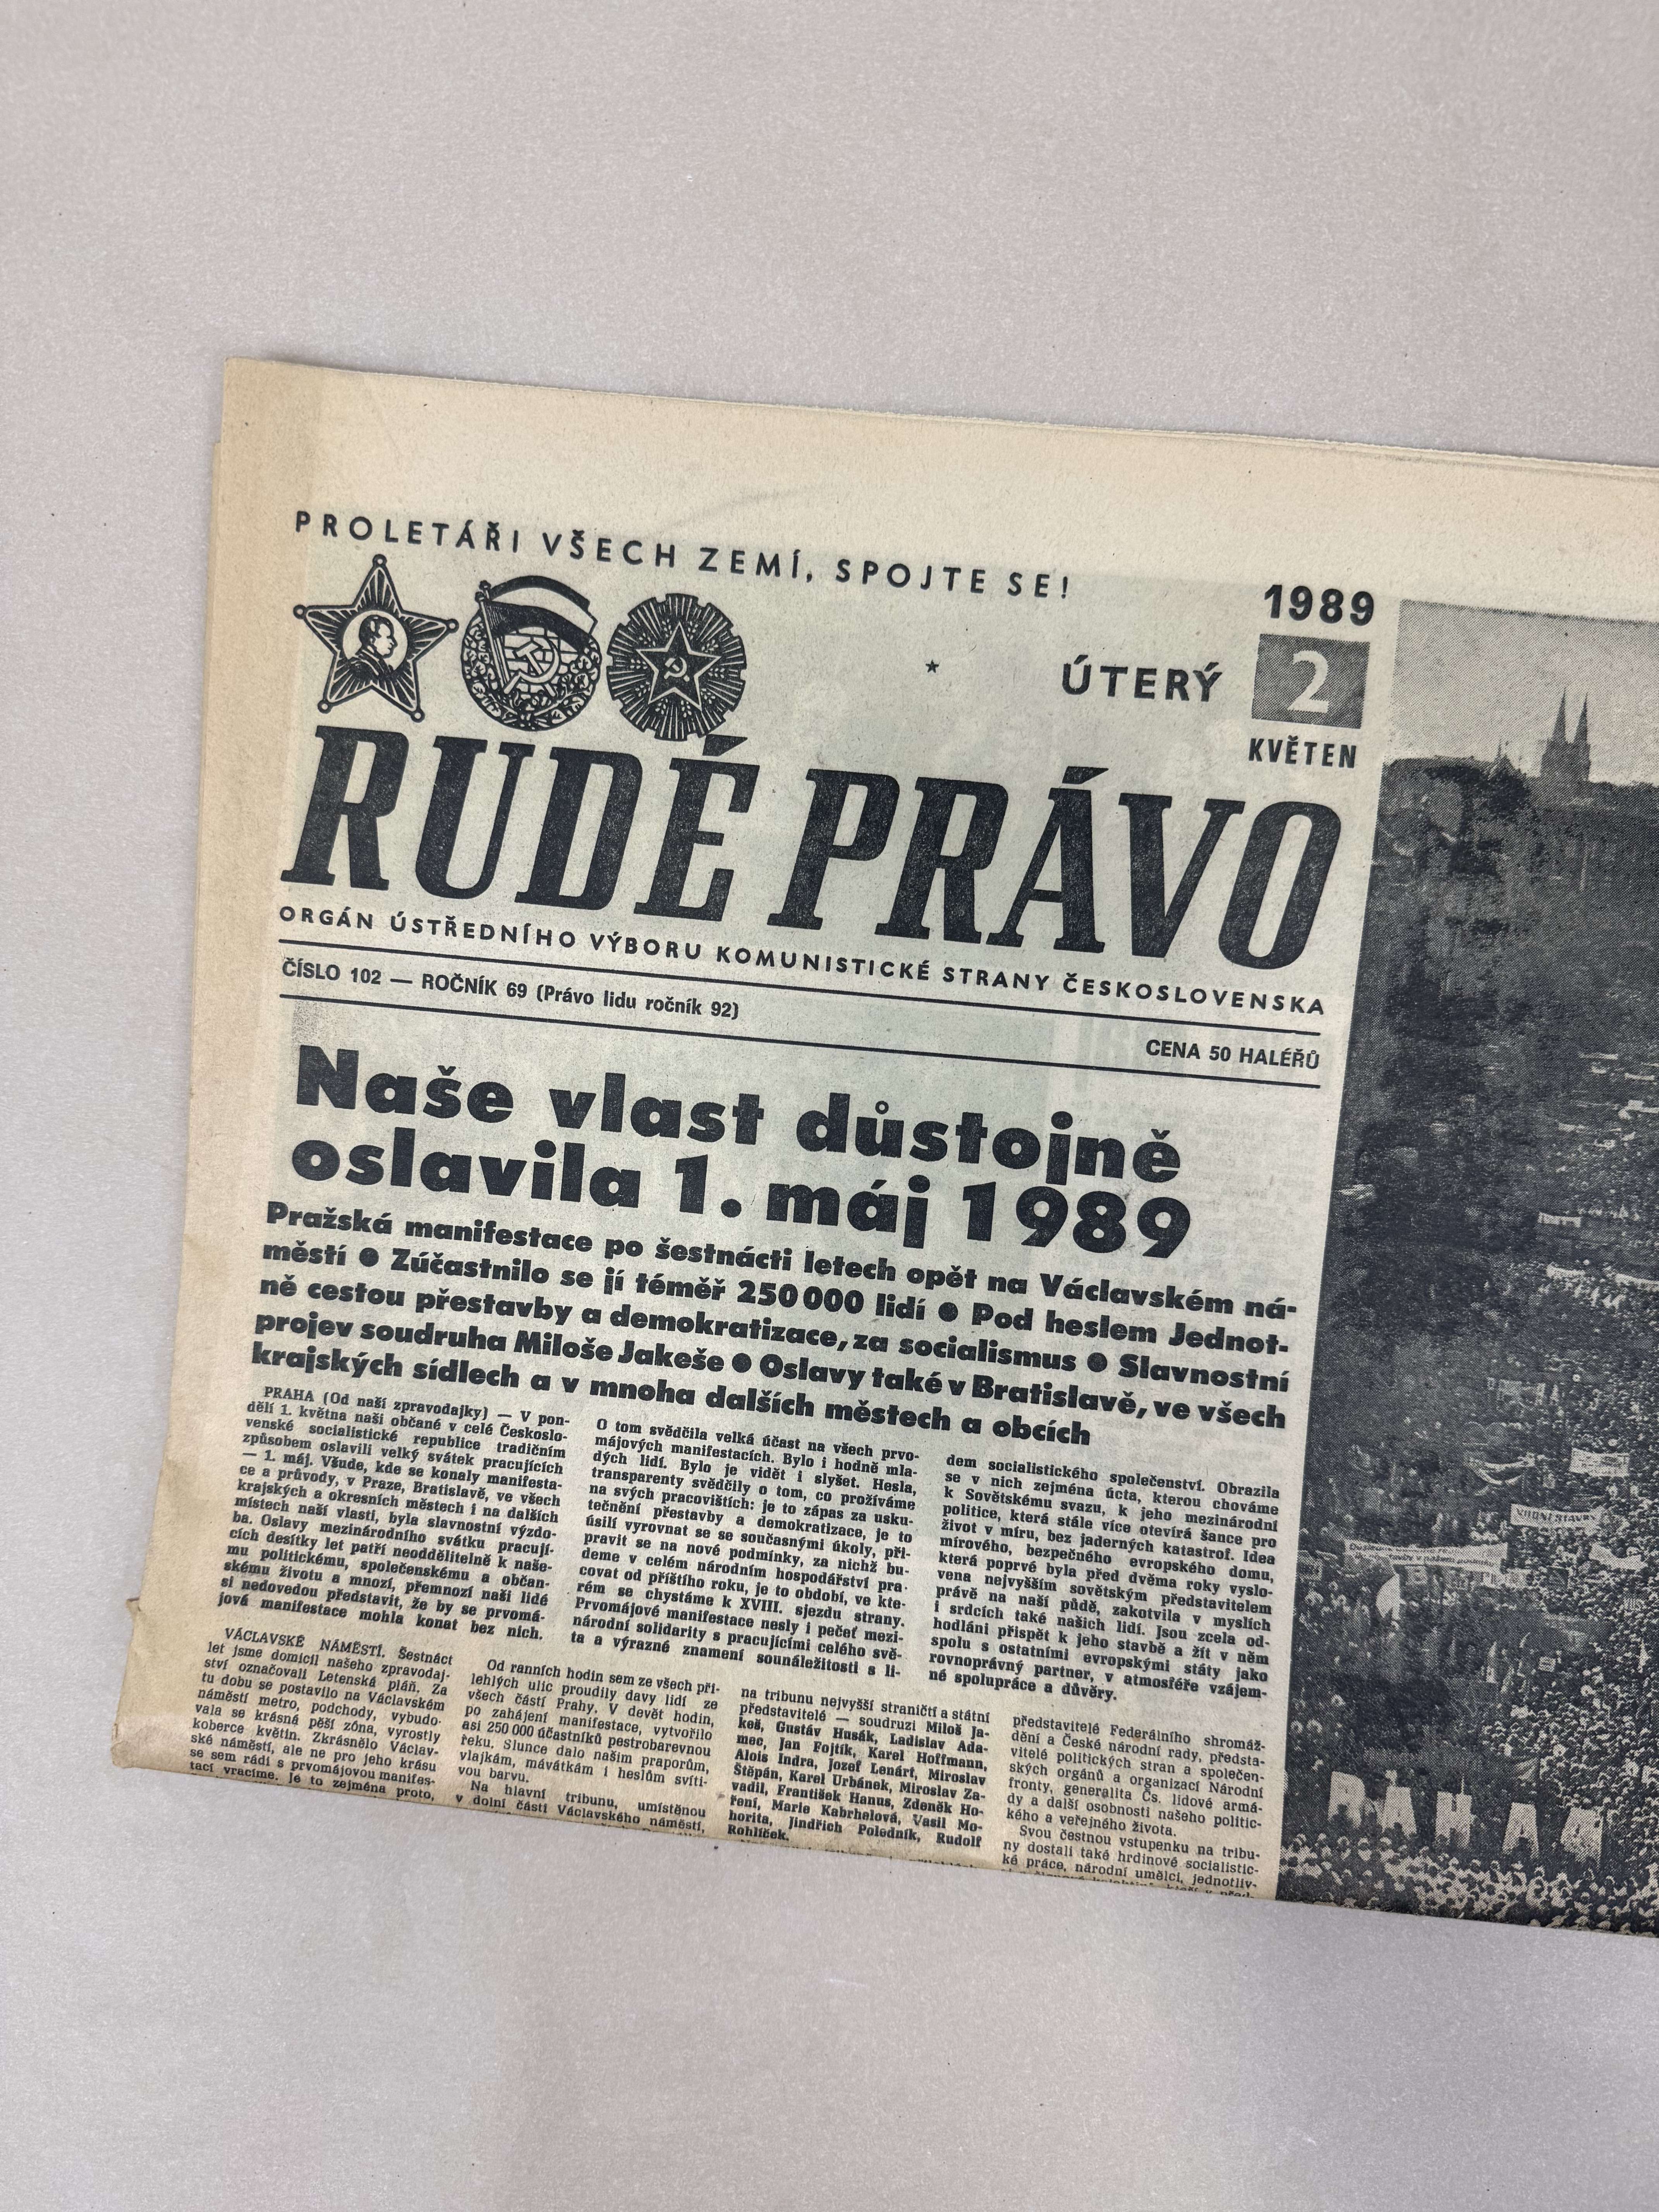 PROLETÁŘI VŠECH ZEMÍ, SPOJTE SE!
1989
ÚTERÝ
2
KVĚTEN
RUDÉ PRÁVO
ORGÁN ÚSTŘEDNÍHO VÝBORU KOMUNISTICKÉ STRANY ČESKOSLOVENSKA
ČÍSLO 102 — ROČNÍK 69 (Právo lidu ročník 92)
CENA 50 HALÉŘŮ
Naše vlast důstojně
oslavila 1. máj 1989
Pražská manifestace po šestnácti letech opět na Václavském ná-
městí ● Zúčastnilo se jí téměř 250 000 lidí ● Pod heslem Jednot-
ně cestou přestavby a demokratizace, za socialismus ● Slavnostní
projev soudruha Miloše Jakeše ● Oslavy také v Bratislavě, ve všech
krajských sídlech a v mnoha dalších městech a obcích
PRAHA (Od naší zpravodajky) — V pon-
dělí 1. května naši občané v celé Českoslo-
venské socialistické republice tradičním
způsobem oslavili velký svátek pracujících
— 1. máj. Všude, kde se konaly manifesta-
ce a průvody, v Praze, Bratislavě, ve všech
krajských a okresních městech i na dalších
místech naší vlasti, byla slavnostní výzdo-
ba. Oslavy mezinárodního svátku pracují-
cích desítky let patří neoddělitelně k naše-
mu politickému, společenskému a občan-
skému životu a mnozí, přemnozí naši lidé
si nedovedou představit, že by se prvomá-
jová manifestace mohla konat bez nich.
O tom svědčila velká účast na všech prvo-
májových manifestacích. Bylo i hodně mla-
dých lidí. Bylo je vidět i slyšet. Hesla,
transparenty svědčily o tom, co prožíváme
na svých pracovištích: je to zápas za usku-
tečnění přestavby a demokratizace, je to
úsilí vyrovnat se se současnými úkoly, při-
pravit se na nové podmínky, za nichž bu-
deme v celém národním hospodářství pra-
covat od příštího roku, je to období, ve kte-
rém se chystáme k XVIII. sjezdu strany.
Prvomájové manifestace nesly i pečeť mezi-
národní solidarity s pracujícími celého svě-
ta a výrazné znamení sounáležitosti s li-
dem socialistického společenství. Obrazila
se v nich zejména úcta, kterou chováme
k Sovětskému svazu, k jeho mezinárodní
politice, která stále více otevírá šance pro
život v míru, bez jaderných katastrof. Idea
mírového, bezpečného evropského domu,
která poprvé byla před dvěma roky vyslo-
vena nejvyšším sovětským představitelem
právě na naší půdě, zakotvila v myslích
i srdcích také našich lidí. Jsou zcela od-
hodláni přispět k jeho stavbě a žít v něm
spolu s ostatními evropskými státy jako
rovnoprávný partner, v atmosféře vzájem-
né spolupráce a důvěry.
VÁCLAVSKÉ NÁMĚSTÍ. Šestnáct
let jsme domicil našeho zpravodaj-
ství označovali Letenská pláň. Za
tu dobu se postavilo na Václavském
náměstí metro, podchody, vybudo-
vala se krásná pěší zóna, vyrostly
koberce květin. Zkrásnělo Václav-
ské náměstí, ale ne pro jeho krásu
se sem rádi s prvomájovou manifes-
tací vracíme. Je to zejména proto,
Od ranních hodin sem ze všech při-
lehlých ulic proudily davy lidí ze
všech částí Prahy. V devět hodin,
po zahájení manifestace, vytvořilo
asi 250 000 účastníků pestrobarevnou
řeku. Slunce dalo našim praporům,
vlajkám, mávátkám i heslům svíti-
vou barvu.
Na hlavní tribunu, umístěnou
v dolní části Václavského náměstí,
na tribunu nejvyšší straničtí a státní
představitelé — soudruzi Miloš Ja-
keš, Gustáv Husák, Ladislav Ada-
mec, Jan Fojtík, Karel Hoffmann,
Alois Indra, Jozef Lenárt, Miroslav
Štěpán, Karel Urbánek, Miroslav Za-
vadil, František Hanus, Zdeněk Ho-
ření, Marie Kabrhelová, Vasil Mo-
horita, Jindřich Poledník, Rudolf
Rohlíček.
představitelé Federálního shromáž-
dění a České národní rady, předsta-
vitelé politických stran a společen-
ských orgánů a organizací Národní
fronty, generalita Čs. lidové armá-
dy a další osobnosti našeho politic-
kého a veřejného života.
Svou čestnou vstupenku na tribu-
ny dostali také hrdinové socialistic-
ké práce, národní umělci, jednotliv-
PRAHA 4